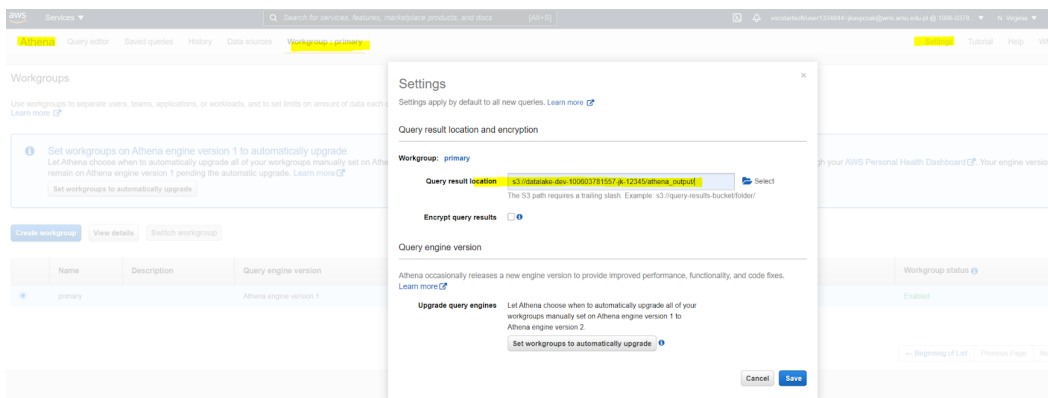 aws Services ▼ Search for services, features, marketplace products, and docs [Alt+S] N. Virginia ▼
Athena Query editor Saved queries History Data sources Workgroup : primary Settings Tutorial Help
Workgroups
Use workgroups to separate users, teams, applications, or workloads, and to set limits on amount of data each
Learn more
Set workgroups on Athena engine version 1 to automatically upgrade
Let Athena choose when to automatically upgrade all of your workgroups manually set on Athe
gh your AWS Personal Health Dashboard. Your engine versio
remain on Athena engine version 1 pending the automatic upgrade. Learn more
Set workgroups to automatically upgrade
Create workgroup View details Switch workgroup
Name Description Query engine version Workgroup status
primary Athena engine version 1 Enabled
← Beginning of List Previous Page
Settings ×
Settings apply by default to all new queries. Learn more
Query result location and encryption
Workgroup: primary
Query result location s3://datalake-dev-100603781557-jk-12345/athena_output/ Select
The S3 path requires a trailing slash. Example: s3://query-results-bucket/folder/
Encrypt query results
Query engine version
Athena occasionally releases a new engine version to provide improved performance, functionality, and code fixes.
Learn more
Upgrade query engines Let Athena choose when to automatically upgrade all of your
workgroups manually set on Athena engine version 1 to
Athena engine version 2.
Set workgroups to automatically upgrade
Cancel Save